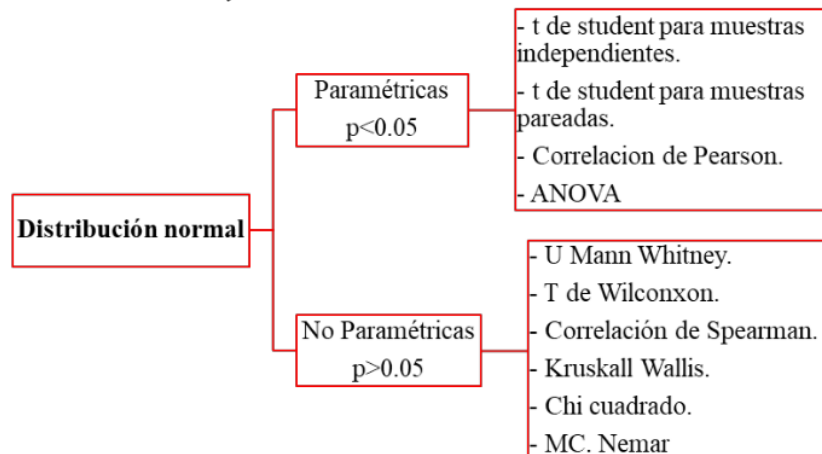 - t de student para muestras
independientes.
- t de student para muestras
pareadas.
- Correlacion de Pearson.
- ANOVA
Paramétricas
p<0.05
Distribución normal
- U Mann Whitney.
- T de Wilconxon.
- Correlación de Spearman.
- Kruskall Wallis.
- Chi cuadrado.
- MC. Nemar
No Paramétricas
p>0.05